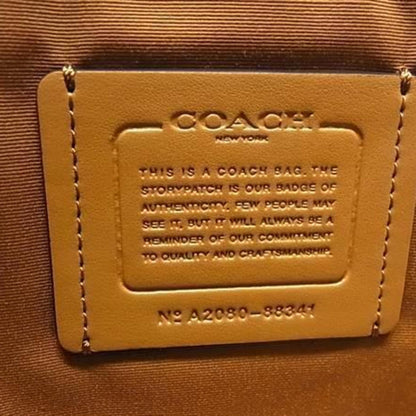 COACH
NEW YORK
THIS IS A COACH BAG. THE
STORYPATCH IS OUR BADGE OF
AUTHENTICITY. FEW PEOPLE MAY
SEE IT, BUT IT WILL ALWAYS BE A
REMINDER OF OUR COMMITMENT
TO QUALITY AND CRAFTSMANSHIP.
Nº A2080-88341